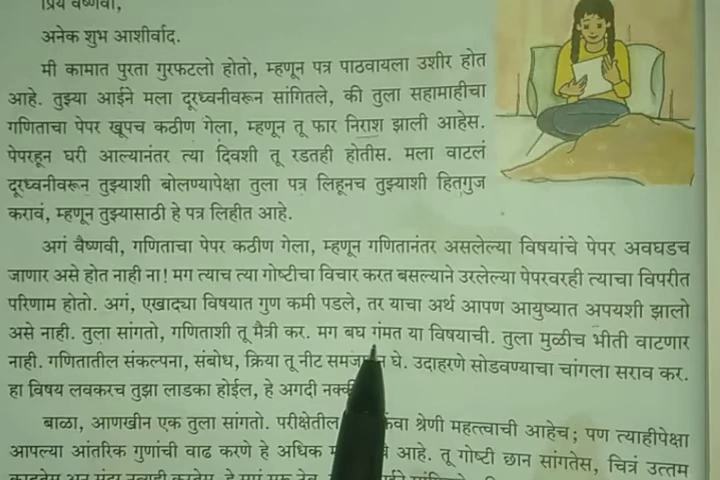 प्रिय वैष्णवी,
अनेक शुभ आशीर्वाद.
मी कामात पुरता गुरफटलो होतो, म्हणून पत्र पाठवायला उशीर होत
आहे. तुझ्या आईने मला दूरध्वनीवरून सांगितले, की तुला सहामाहीचा
गणिताचा पेपर खूपच कठीण गेला, म्हणून तू फार निराश झाली आहेस.
पेपरहून घरी आल्यानंतर त्या दिवशी तू रडतही होतीस. मला वाटलं
दूरध्वनीवरून तुझ्याशी बोलण्यापेक्षा तुला पत्र लिहूनच तुझ्याशी हितगुज
करावं, म्हणून तुझ्यासाठी हे पत्र लिहीत आहे.
अगं वैष्णवी, गणिताचा पेपर कठीण गेला, म्हणून गणितानंतर असलेल्या विषयांचे पेपर अवघडच
जाणार असे होत नाही ना! मग त्याच त्या गोष्टीचा विचार करत बसल्याने उरलेल्या पेपरवरही त्याचा विपरीत
परिणाम होतो. अगं, एखाद्या विषयात गुण कमी पडले, तर याचा अर्थ आपण आयुष्यात अपयशी झालो
असे नाही. तुला सांगतो, गणिताशी तू मैत्री कर. मग बघ गंमत या विषयाची. तुला मुळीच भीती वाटणार
नाही. गणितातील संकल्पना, संबोध, क्रिया तू नीट घे. उदाहरणे सोडवण्याचा चांगला सराव कर.
हा विषय लवकरच तुझा लाडका होईल, हे अगदी
बाळा, आणखीन एक तुला सांगतो. परीक्षेतील श्रेणी महत्त्वाची आहेच; पण त्याहीपेक्षा
आपल्या आंतरिक गुणांची वाढ करणे हे अधिक आहे. तू गोष्टी छान सांगतेस, चित्रं उत्तम